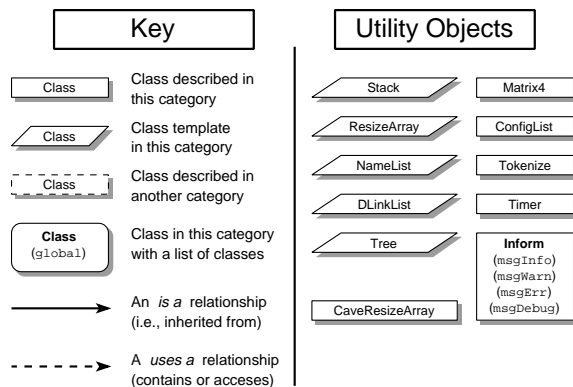 Key
Class
Class described in
this category
Class
Class template
in this category
Class
Class described in
another category
Class
(global)
Class in this category
with a list of classes
An is a relationship
(i.e., inherited from)
A uses a relationship
(contains or acceses)
Utility Objects
Stack
Matrix4
ResizeArray
ConfigList
NameList
Tokenize
DLinkList
Timer
Tree
Inform
(msgInfo)
(msgWarn)
(msgErr)
(msgDebug)
CaveResizeArray